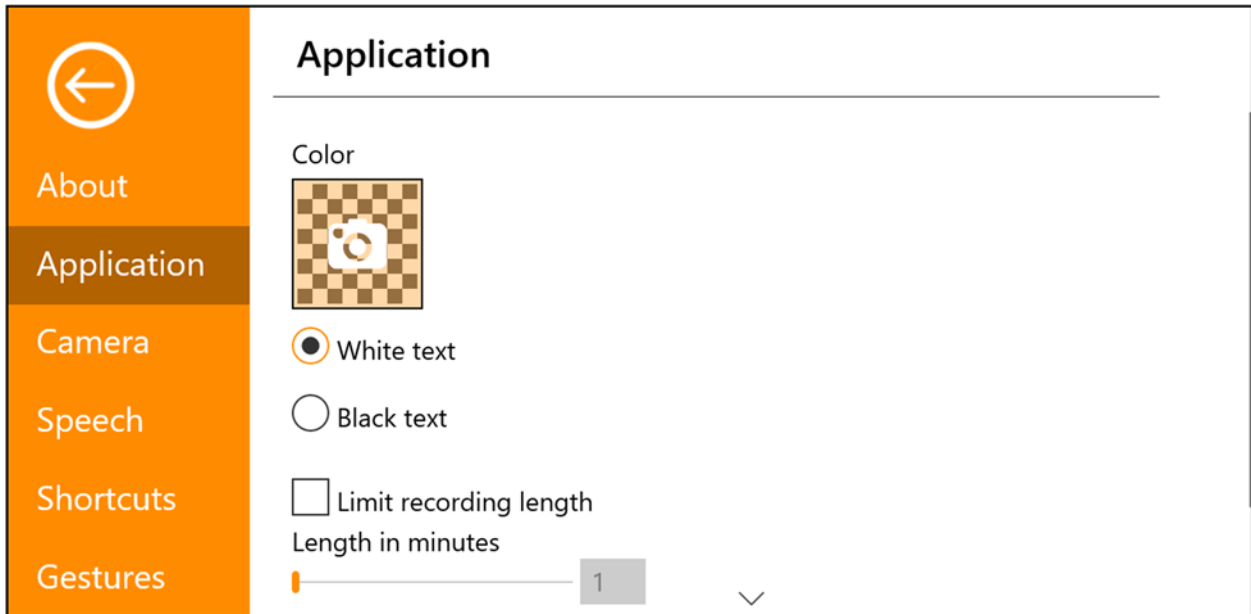 Application
About
Application
Camera
Speech
Shortcuts
Gestures
Color
White text
Black text
Limit recording length
Length in minutes
1